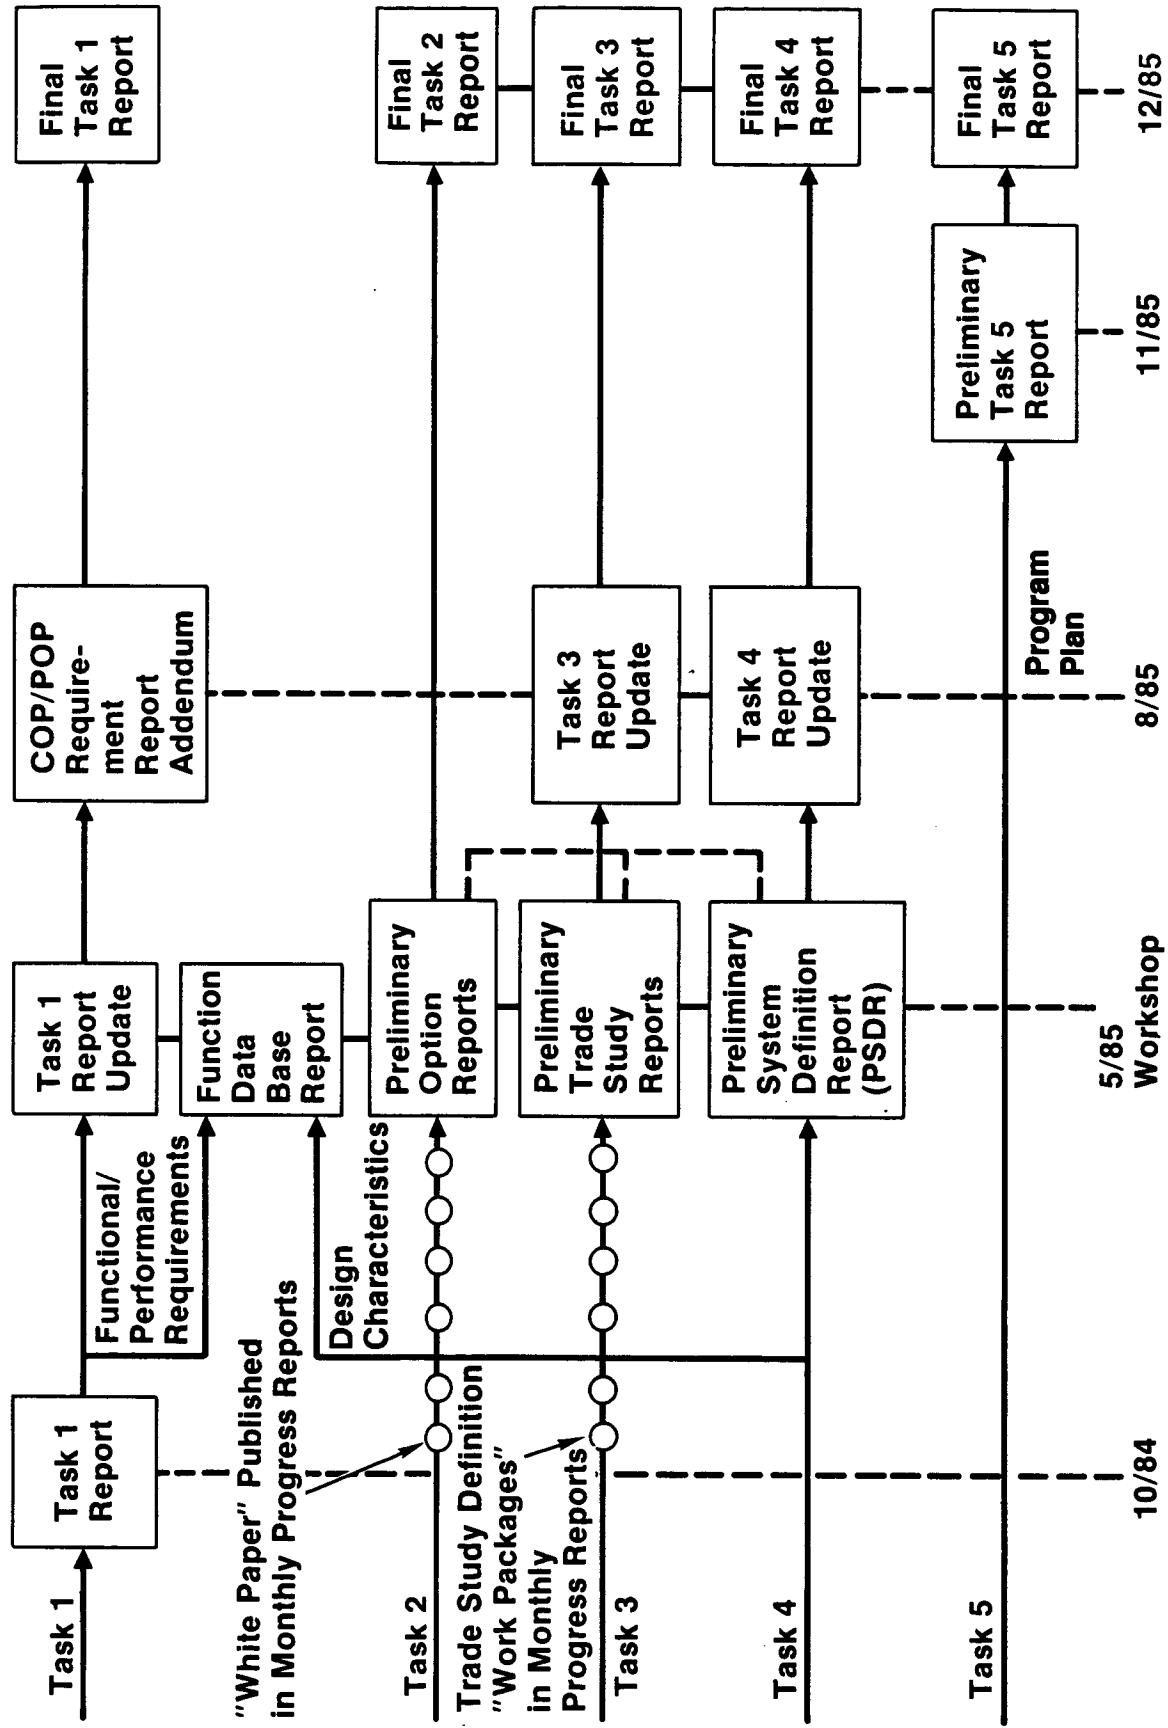 Task 1
Task 1
Report
Functional/
Performance
Requirements
Task 1
Report
Update
COP/POP
Require-
ment
Report
Addendum
Final
Task 1
Report
Function
Data
Base
Report
"White Paper" Published
in Monthly Progress Reports
Design
Characteristics
Task 2
Preliminary
Option
Reports
Final
Task 2
Report
Trade Study Definition
"Work Packages"
in Monthly
Progress Reports
Task 3
Preliminary
Trade
Study
Reports
Task 3
Report
Update
Final
Task 3
Report
Task 4
Preliminary
System
Definition
Report
(PSDR)
Task 4
Report
Update
Final
Task 4
Report
Task 5
Program
Plan
Preliminary
Task 5
Report
Final
Task 5
Report
10/84
5/85
Workshop
8/85
11/85
12/85